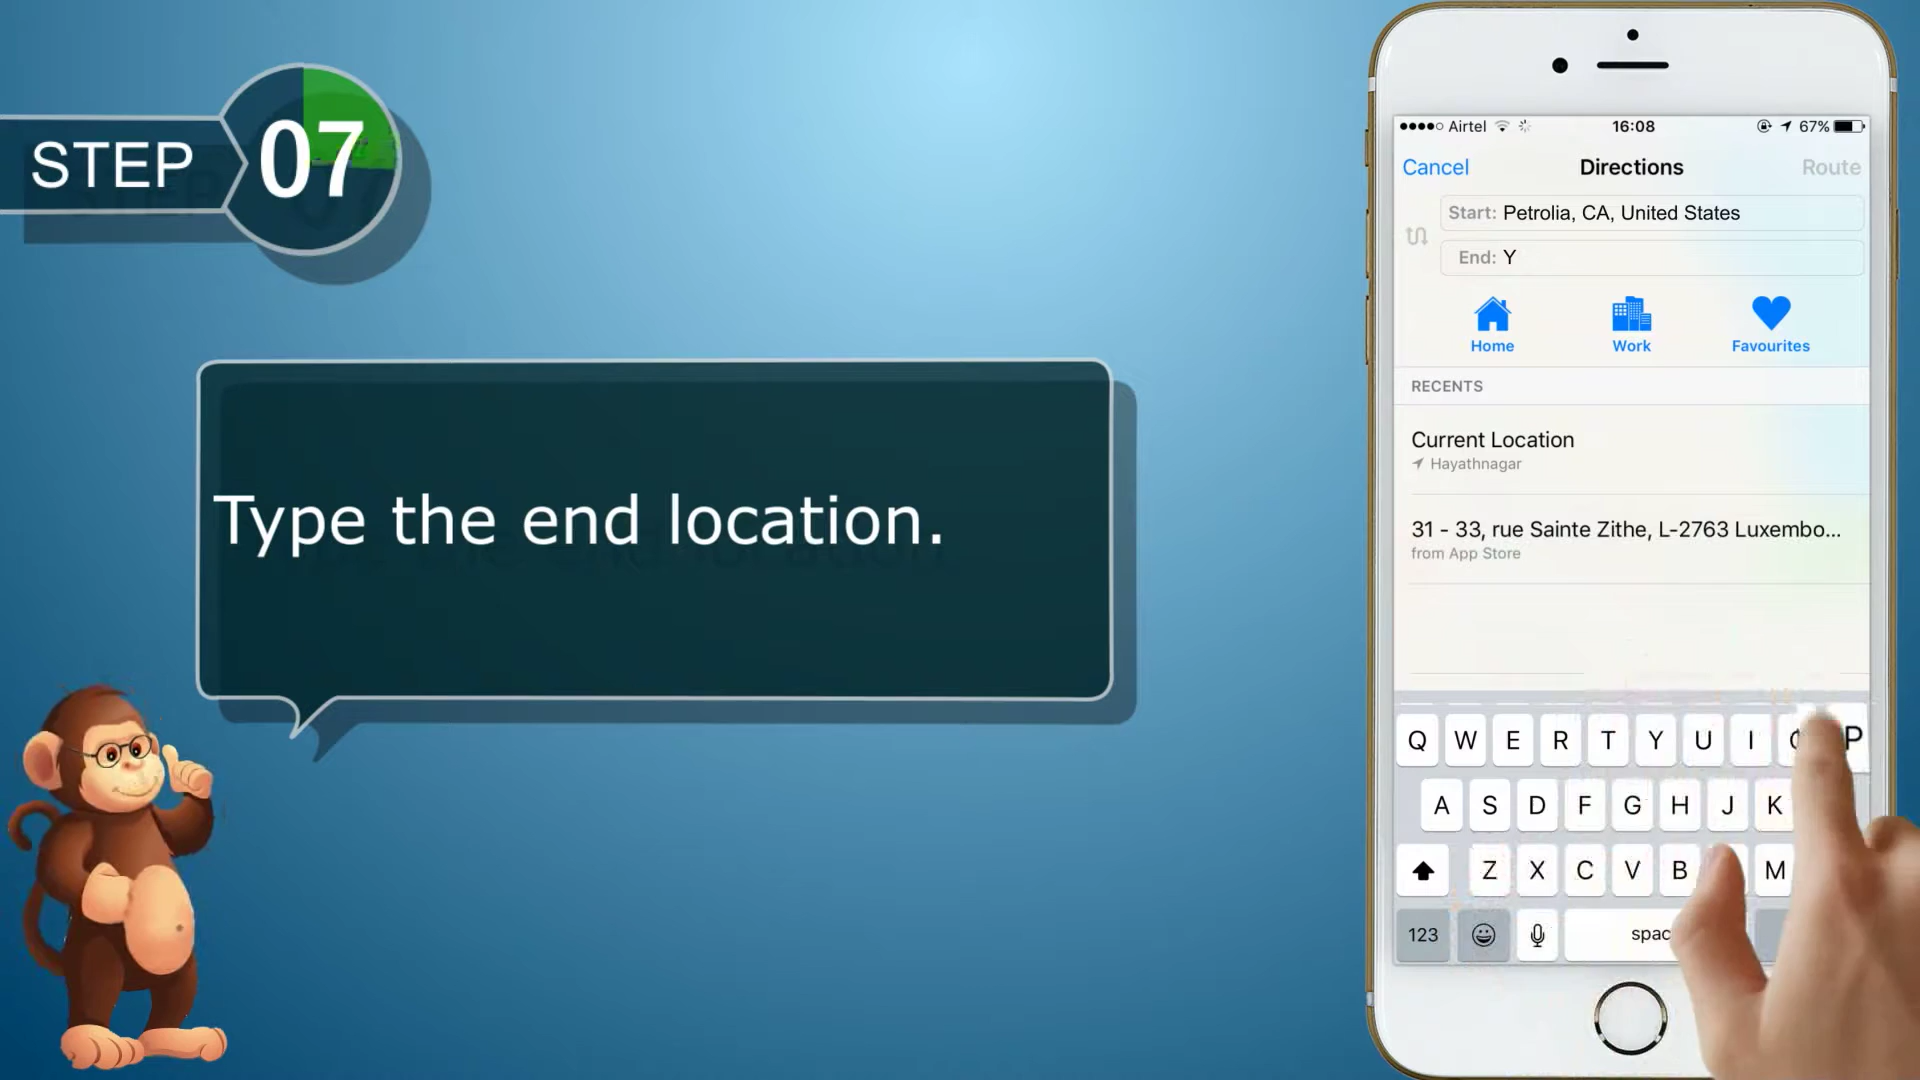 STEP 07
Type the end location.
Airtel 16:08 67%
Cancel Directions Route
Start: Petrolia, CA, United States
End: Y
Home Work Favourites
RECENTS
Current Location
Hayathnagar
31 - 33, rue Sainte Zithe, L-2763 Luxembo...
from App Store
Q W E R T Y U I P
A S D F G H J K
Z X C V B M
123